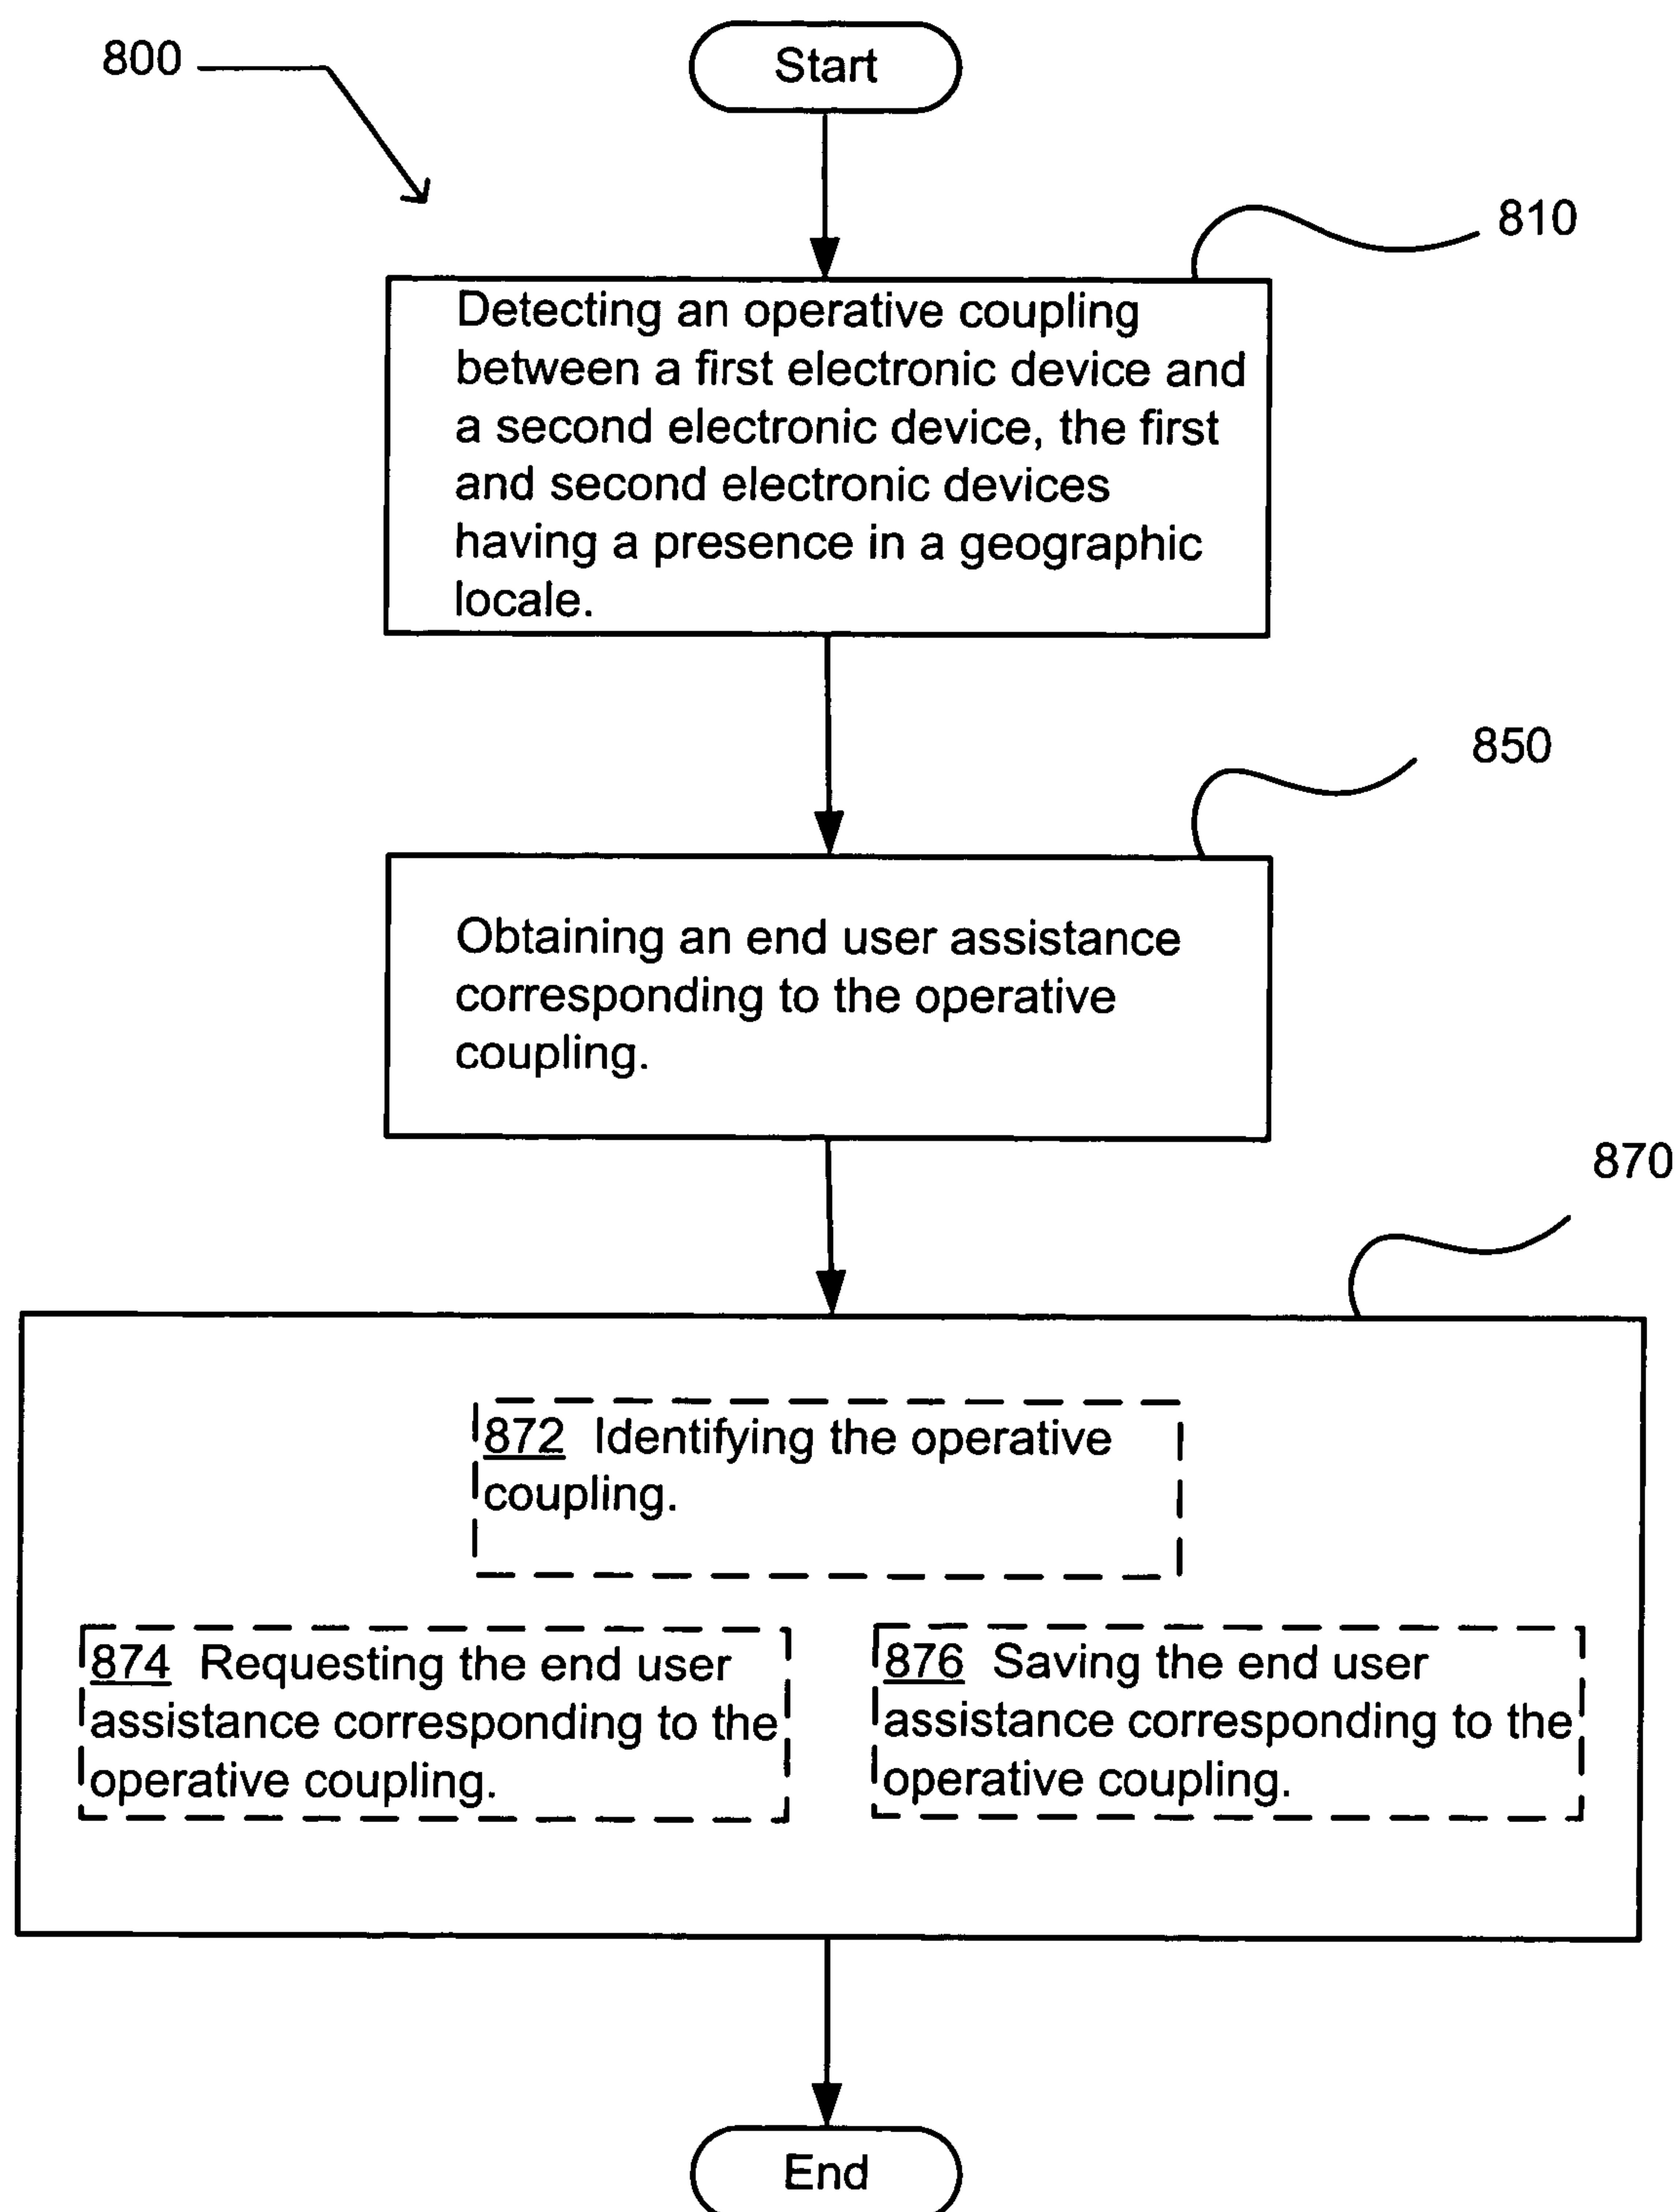 800
Start
810
Detecting an operative coupling
between a first electronic device and
a second electronic device, the first
and second electronic devices
having a presence in a geographic
locale.
850
Obtaining an end user assistance
corresponding to the operative
coupling.
870
872 Identifying the operative
coupling.
874 Requesting the end user
assistance corresponding to the
operative coupling.
876 Saving the end user
assistance corresponding to the
operative coupling.
End